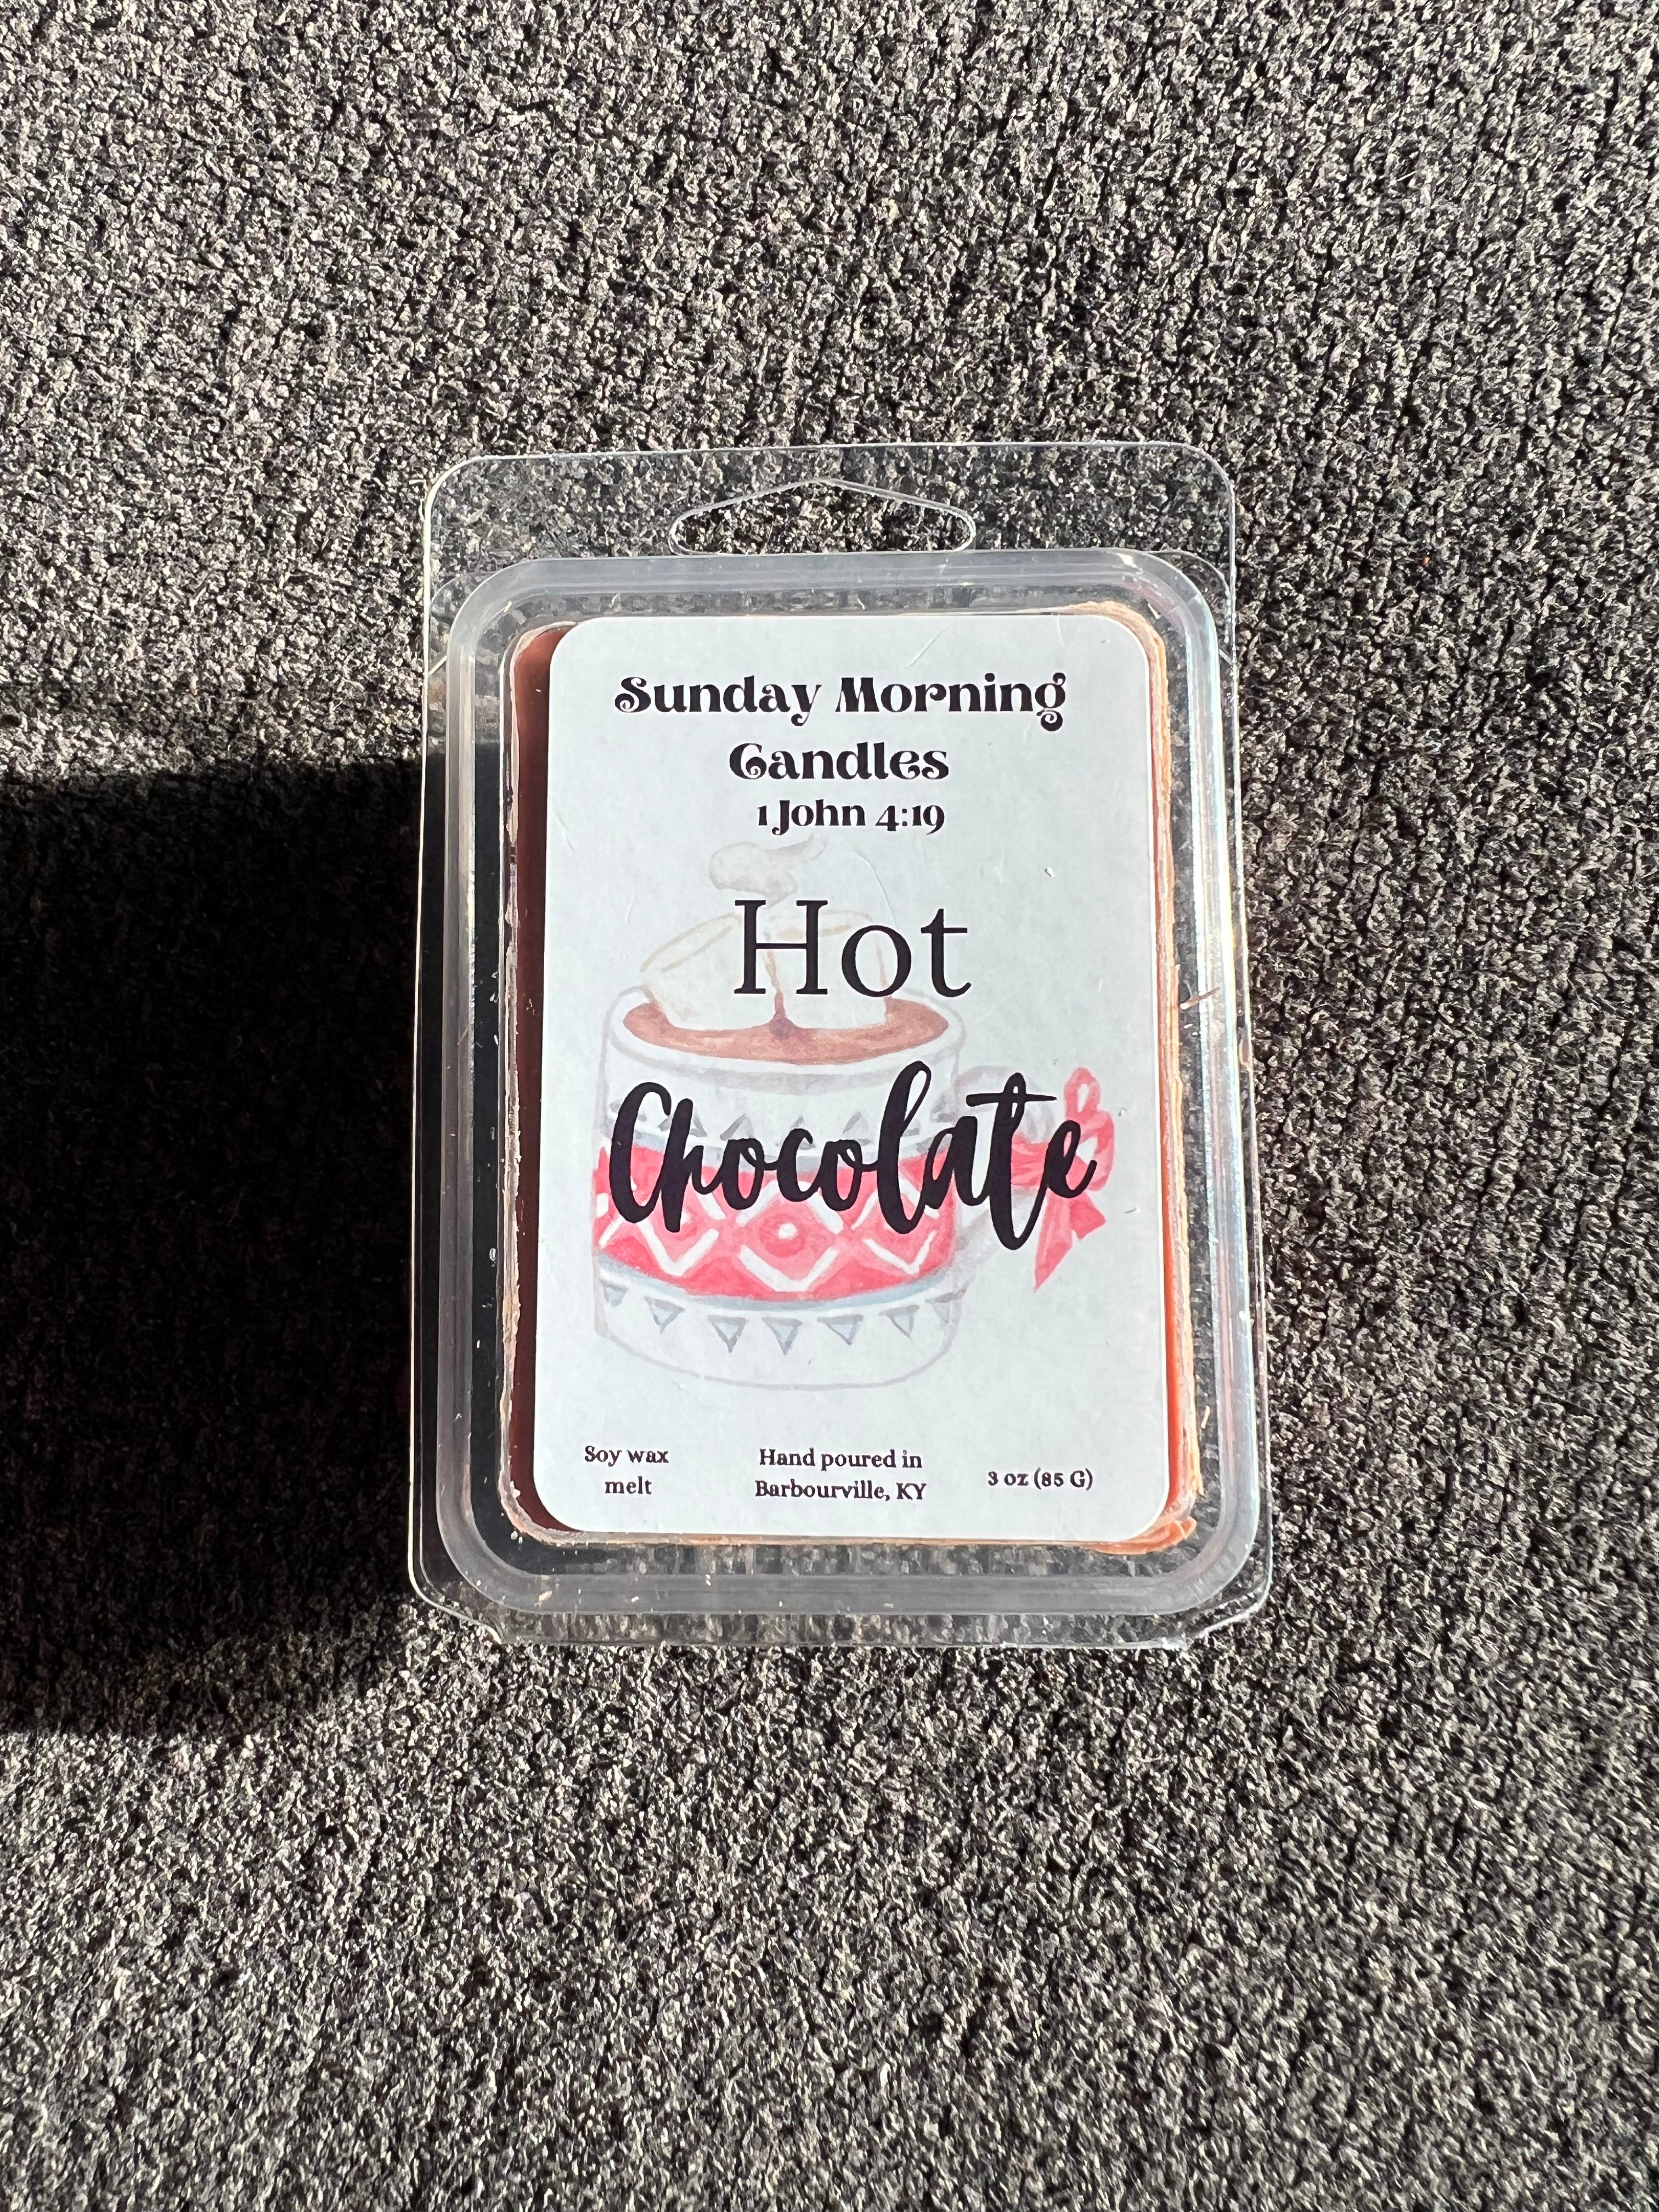 Sunday Morning
Candles
1 John 4:19
Hot
Chocolate
Soy wax
melt
Hand poured in
Barbourville, KY
3 oz (85 G)